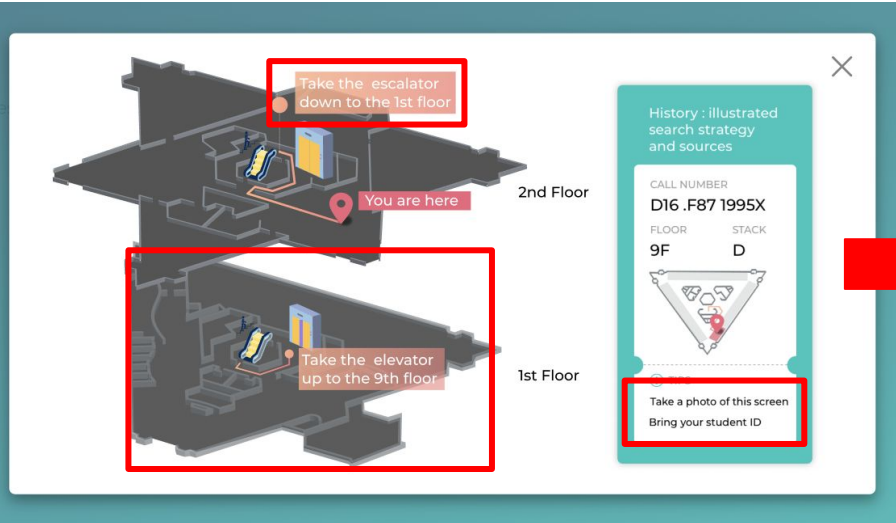 Take the escalator
down to the 1st floor
You are here
2nd Floor
Take the elevator
up to the 9th floor
1st Floor
History : illustrated
search strategy
and sources
CALL NUMBER
D16 .F87 1995X
FLOOR STACK
9F D
Take a photo of this screen
Bring your student ID